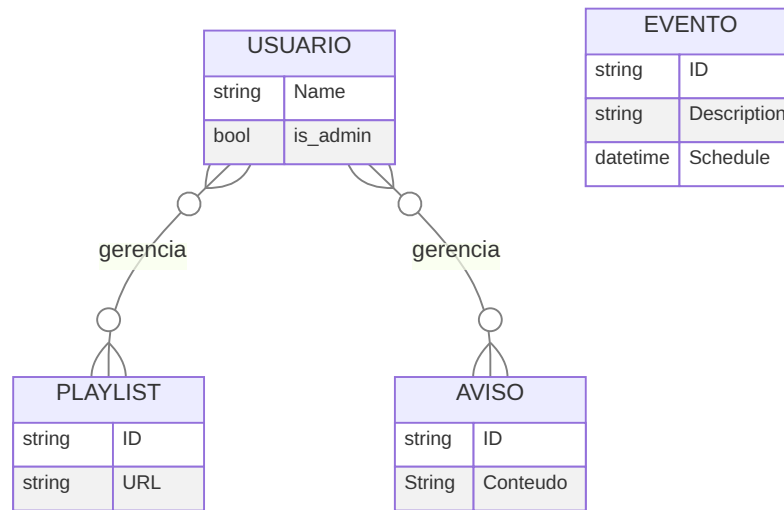 USUARIO
string Name
bool is_admin
EVENTO
string ID
string Description
datetime Schedule
gerencia
gerencia
PLAYLIST
string ID
string URL
AVISO
string ID
String Conteudo